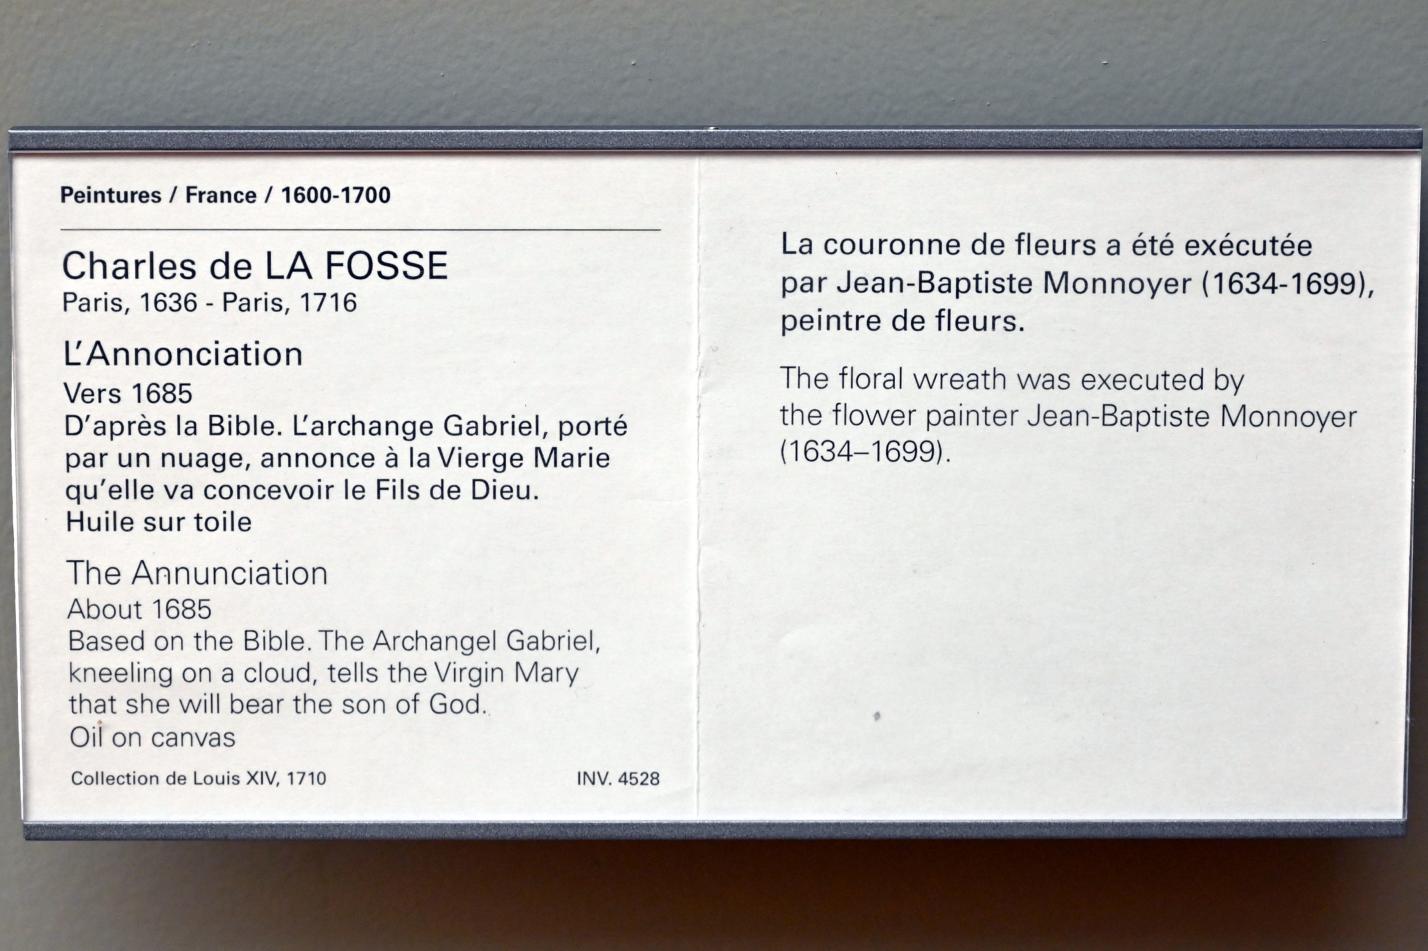 Peintures / France / 1600-1700
Charles de LA FOSSE
Paris, 1636 - Paris, 1716
L'Annonciation
Vers 1685
D'après la Bible. L'archange Gabriel, porté
par un nuage, annonce à la Vierge Marie
qu'elle va concevoir le Fils de Dieu.
Huile sur toile
The Annunciation
About 1685
Based on the Bible. The Archangel Gabriel,
kneeling on a cloud, tells the Virgin Mary
that she will bear the son of God.
Oil on canvas
Collection de Louis XIV, 1710 INV. 4528
La couronne de fleurs a été exécutée
par Jean-Baptiste Monnoyer (1634-1699),
peintre de fleurs.
The floral wreath was executed by
the flower painter Jean-Baptiste Monnoyer
(1634–1699).